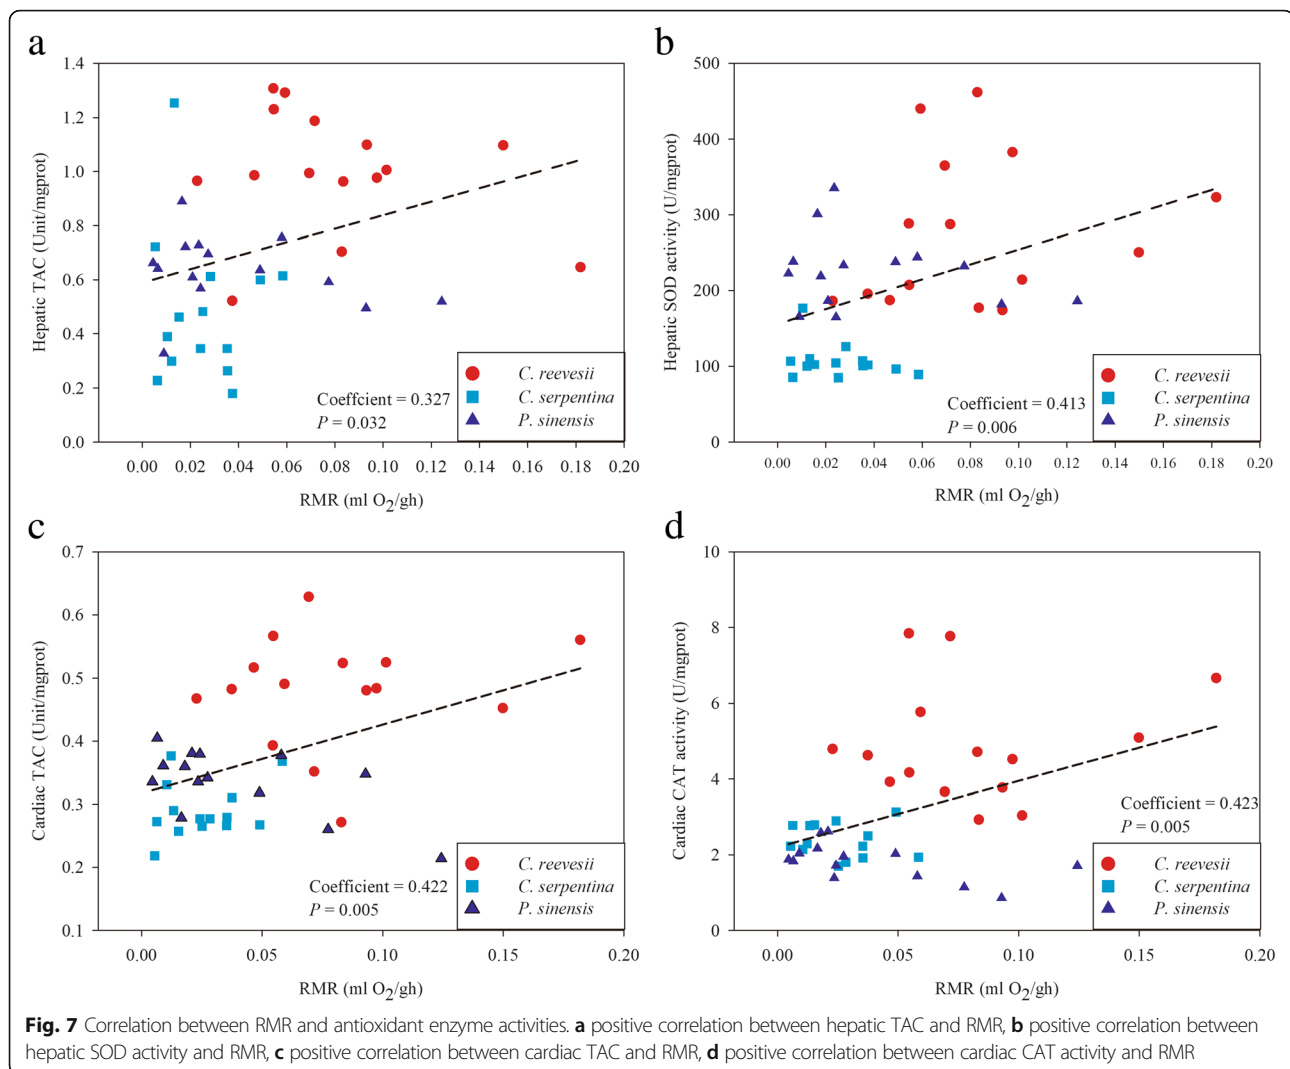 a
1.4
1.2
1.0
0.8
0.6
0.4
0.2
0.0
Hepatic TAC (Unit/mgprot)
Coeffcient = 0.327
P = 0.032
C. reevesii
C. serpentina
P. sinensis
0.00 0.02 0.04 0.06 0.08 0.10 0.12 0.14 0.16 0.18 0.20
RMR (ml O2/gh)
b
500
400
300
200
100
0
Hepatic SOD activity (U/mgprot)
Coefficient = 0.413
P = 0.006
C. reevesii
C. serpentina
P. sinensis
0.00 0.02 0.04 0.06 0.08 0.10 0.12 0.14 0.16 0.18 0.20
RMR (ml O2/gh)
c
0.7
0.6
0.5
0.4
0.3
0.2
0.1
Cardiac TAC (Unit/mgprot)
Coefficient = 0.422
P = 0.005
C. reevesii
C. serpentina
P. sinensis
0.00 0.05 0.10 0.15 0.20
RMR (ml O2/gh)
d
10
8
6
4
2
0
Cardiac CAT activity (U/mgprot)
Coefficient = 0.423
P = 0.005
C. reevesii
C. serpentina
P. sinensis
0.00 0.05 0.10 0.15 0.20
RMR (ml O2/gh)
Fig. 7 Correlation between RMR and antioxidant enzyme activities. a positive correlation between hepatic TAC and RMR, b positive correlation between
hepatic SOD activity and RMR, c positive correlation between cardiac TAC and RMR, d positive correlation between cardiac CAT activity and RMR